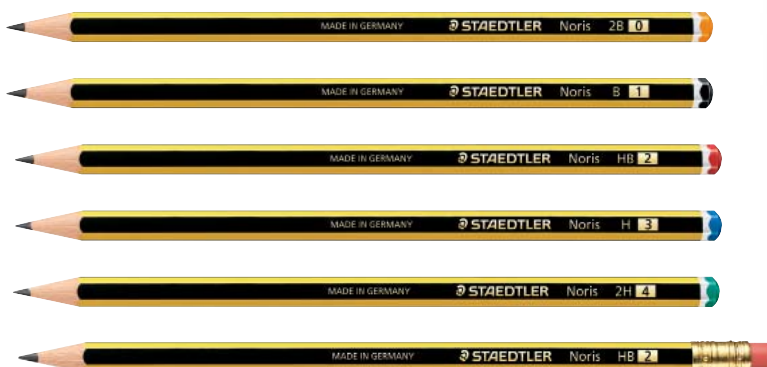 MADE IN GERMANY STAEDTLER Noris 2B 0
MADE IN GERMANY STAEDTLER Noris B 1
MADE IN GERMANY STAEDTLER Noris HB 2
MADE IN GERMANY STAEDTLER Noris H 3
MADE IN GERMANY STAEDTLER Noris 2H 4
MADE IN GERMANY STAEDTLER Noris HB 2